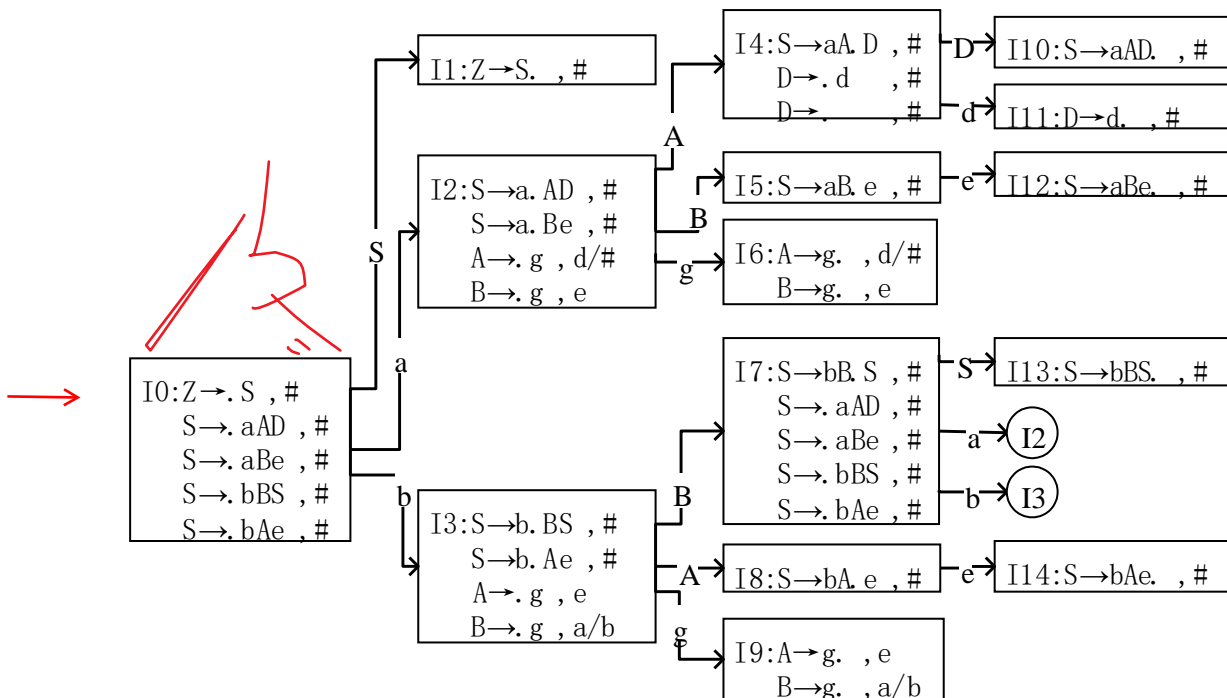 I0:Z→.S ,#
S→.aAD ,#
S→.aBe ,#
S→.bBS ,#
S→.bAe ,#
S
a
b
I1:Z→S. ,#
I2:S→a.AD ,#
S→a.Be ,#
A→.g ,d/#
B→.g ,e
A
B
g
I3:S→b.BS ,#
S→b.Ae ,#
A→.g ,e
B→.g ,a/b
B
A
g
I4:S→aA.D ,#
D→.d ,#
D→. ,#
D
d
I5:S→aB.e ,#
e
I6:A→g. ,d/#
B→g. ,e
I7:S→bB.S ,#
S→.aAD ,#
S→.aBe ,#
S→.bBS ,#
S→.bAe ,#
S
a
b
I8:S→bA.e ,#
e
I9:A→g. ,e
B→g. ,a/b
I10:S→aAD. ,#
I11:D→d. ,#
I12:S→aBe. ,#
I13:S→bBS. ,#
I2
I3
I14:S→bAe. ,#